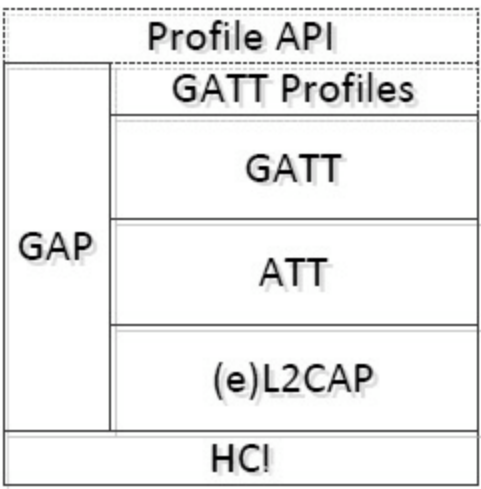 Profile API
GATT Profiles
GATT
GAP
ATT
(e)L2CAP
HCI